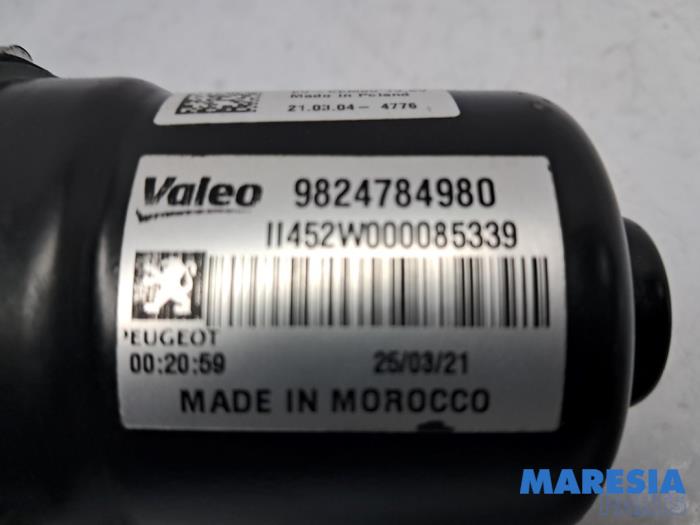 Made in Poland
21.03.04- 4776
Valeo 9824784980
II452W000085339
PEUGEOT
00:20:59 25/03/21
MADE IN MOROCCO
MARESIA
PARTS